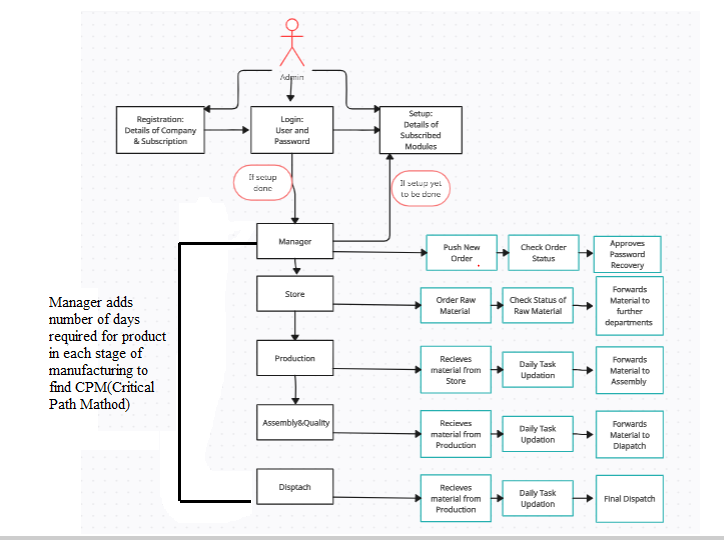 Admin
Registration:
Details of Company
& Subscription
Login:
User and
Password
Setup:
Details of
Subscribed
Modules
If setup
done
If setup yet
to be done
Manager
Push New
Order
Check Order
Status
Approves
Password
Recovery
Manager adds
number of days
required for product
in each stage of
manufacturing to
find CPM(Critical
Path Mathod)
Store
Order Raw
Material
Check Status of
Raw Material
Forwards
Material to
further
departments
Production
Recieves
material from
Store
Daily Task
Updation
Forwards
Material to
Assembly
Assembly&Quality
Recieves
material from
Production
Daily Task
Updation
Forwards
Material to
Diapatch
Disptach
Recieves
material from
Production
Daily Task
Updation
Final Dispatch